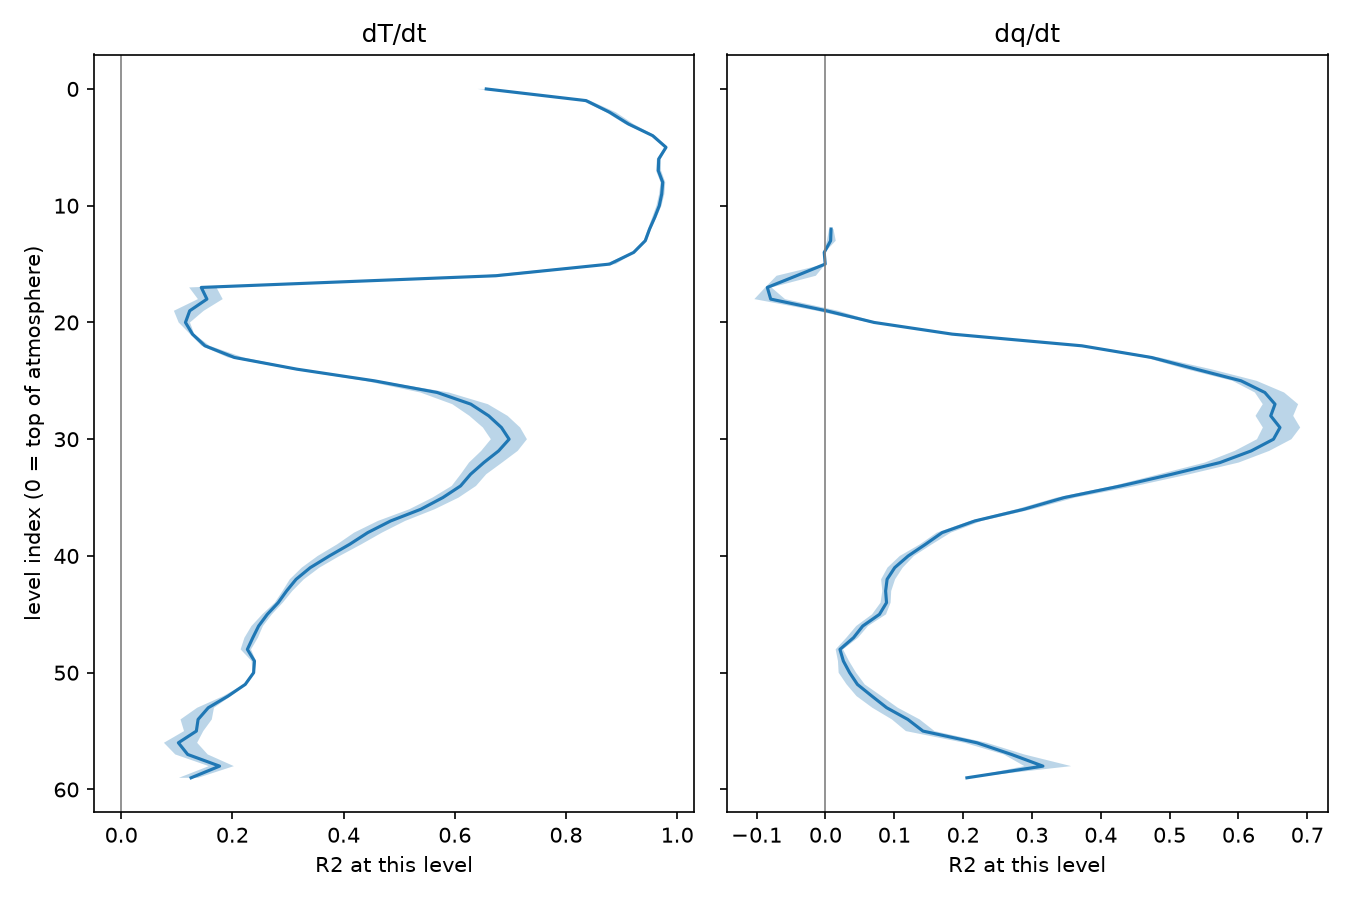 dT/dt
dq/dt
level index (0 = top of atmosphere)
0
10
20
30
40
50
60
0.0 0.2 0.4 0.6 0.8 1.0
−0.1 0.0 0.1 0.2 0.3 0.4 0.5 0.6 0.7
R2 at this level
R2 at this level